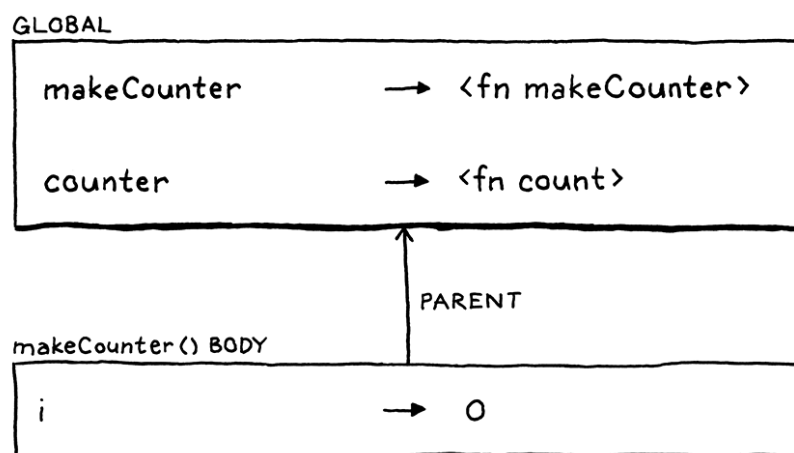 GLOBAL
makeCounter → <fn makeCounter>
counter → <fn count>
PARENT
makeCounter() BODY
i → 0